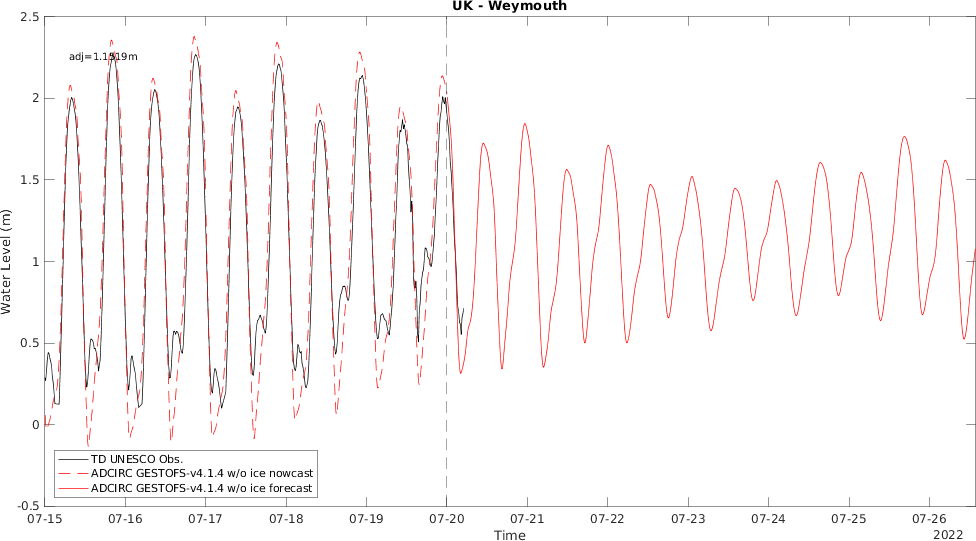 UK - Weymouth
adj=1.1519m
Water Level (m)
2.5
2
1.5
1
0.5
0
-0.5
TD UNESCO Obs.
ADCIRC GESTOFS-v4.1.4 w/o ice nowcast
ADCIRC GESTOFS-v4.1.4 w/o ice forecast
07-15 07-16 07-17 07-18 07-19 07-20 07-21 07-22 07-23 07-24 07-25 07-26
Time
2022